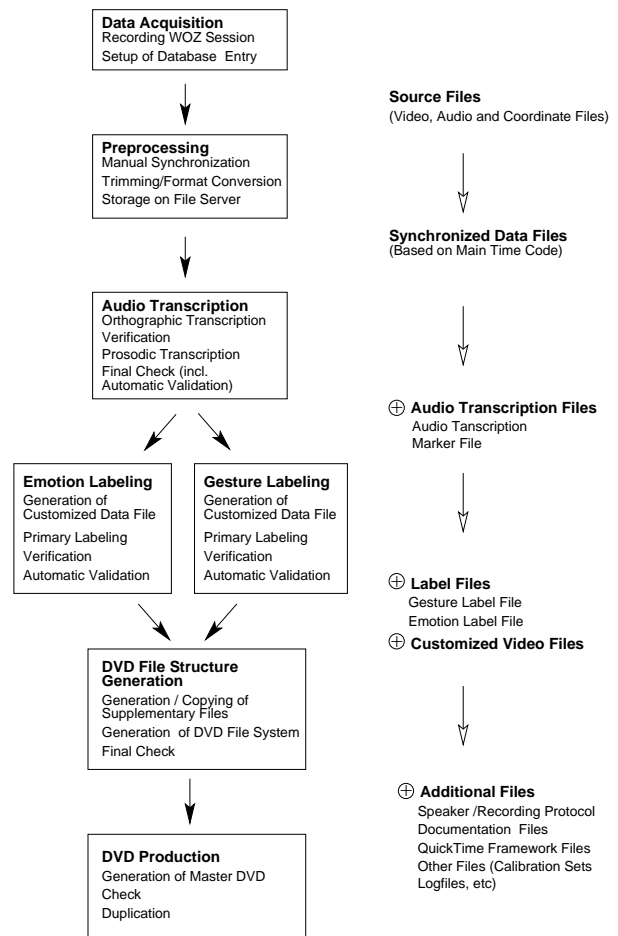 Data Acquisition
Recording WOZ Session
Setup of Database Entry
Preprocessing
Manual Synchronization
Trimming/Format Conversion
Storage on File Server
Audio Transcription
Orthographic Transcription
Verification
Prosodic Transcription
Final Check (incl.
Automatic Validation)
Emotion Labeling
Generation of
Customized Data File
Primary Labeling
Verification
Automatic Validation
Gesture Labeling
Generation of
Customized Data File
Primary Labeling
Verification
Automatic Validation
DVD File Structure
Generation
Generation / Copying of
Supplementary Files
Generation of DVD File System
Final Check
DVD Production
Generation of Master DVD
Check
Duplication
Source Files
(Video, Audio and Coordinate Files)
Synchronized Data Files
(Based on Main Time Code)
⊕ Audio Transcription Files
Audio Tanscription
Marker File
⊕ Label Files
Gesture Label File
Emotion Label File
⊕ Customized Video Files
⊕ Additional Files
Speaker /Recording Protocol
Documentation Files
QuickTime Framework Files
Other Files (Calibration Sets
Logfiles, etc)